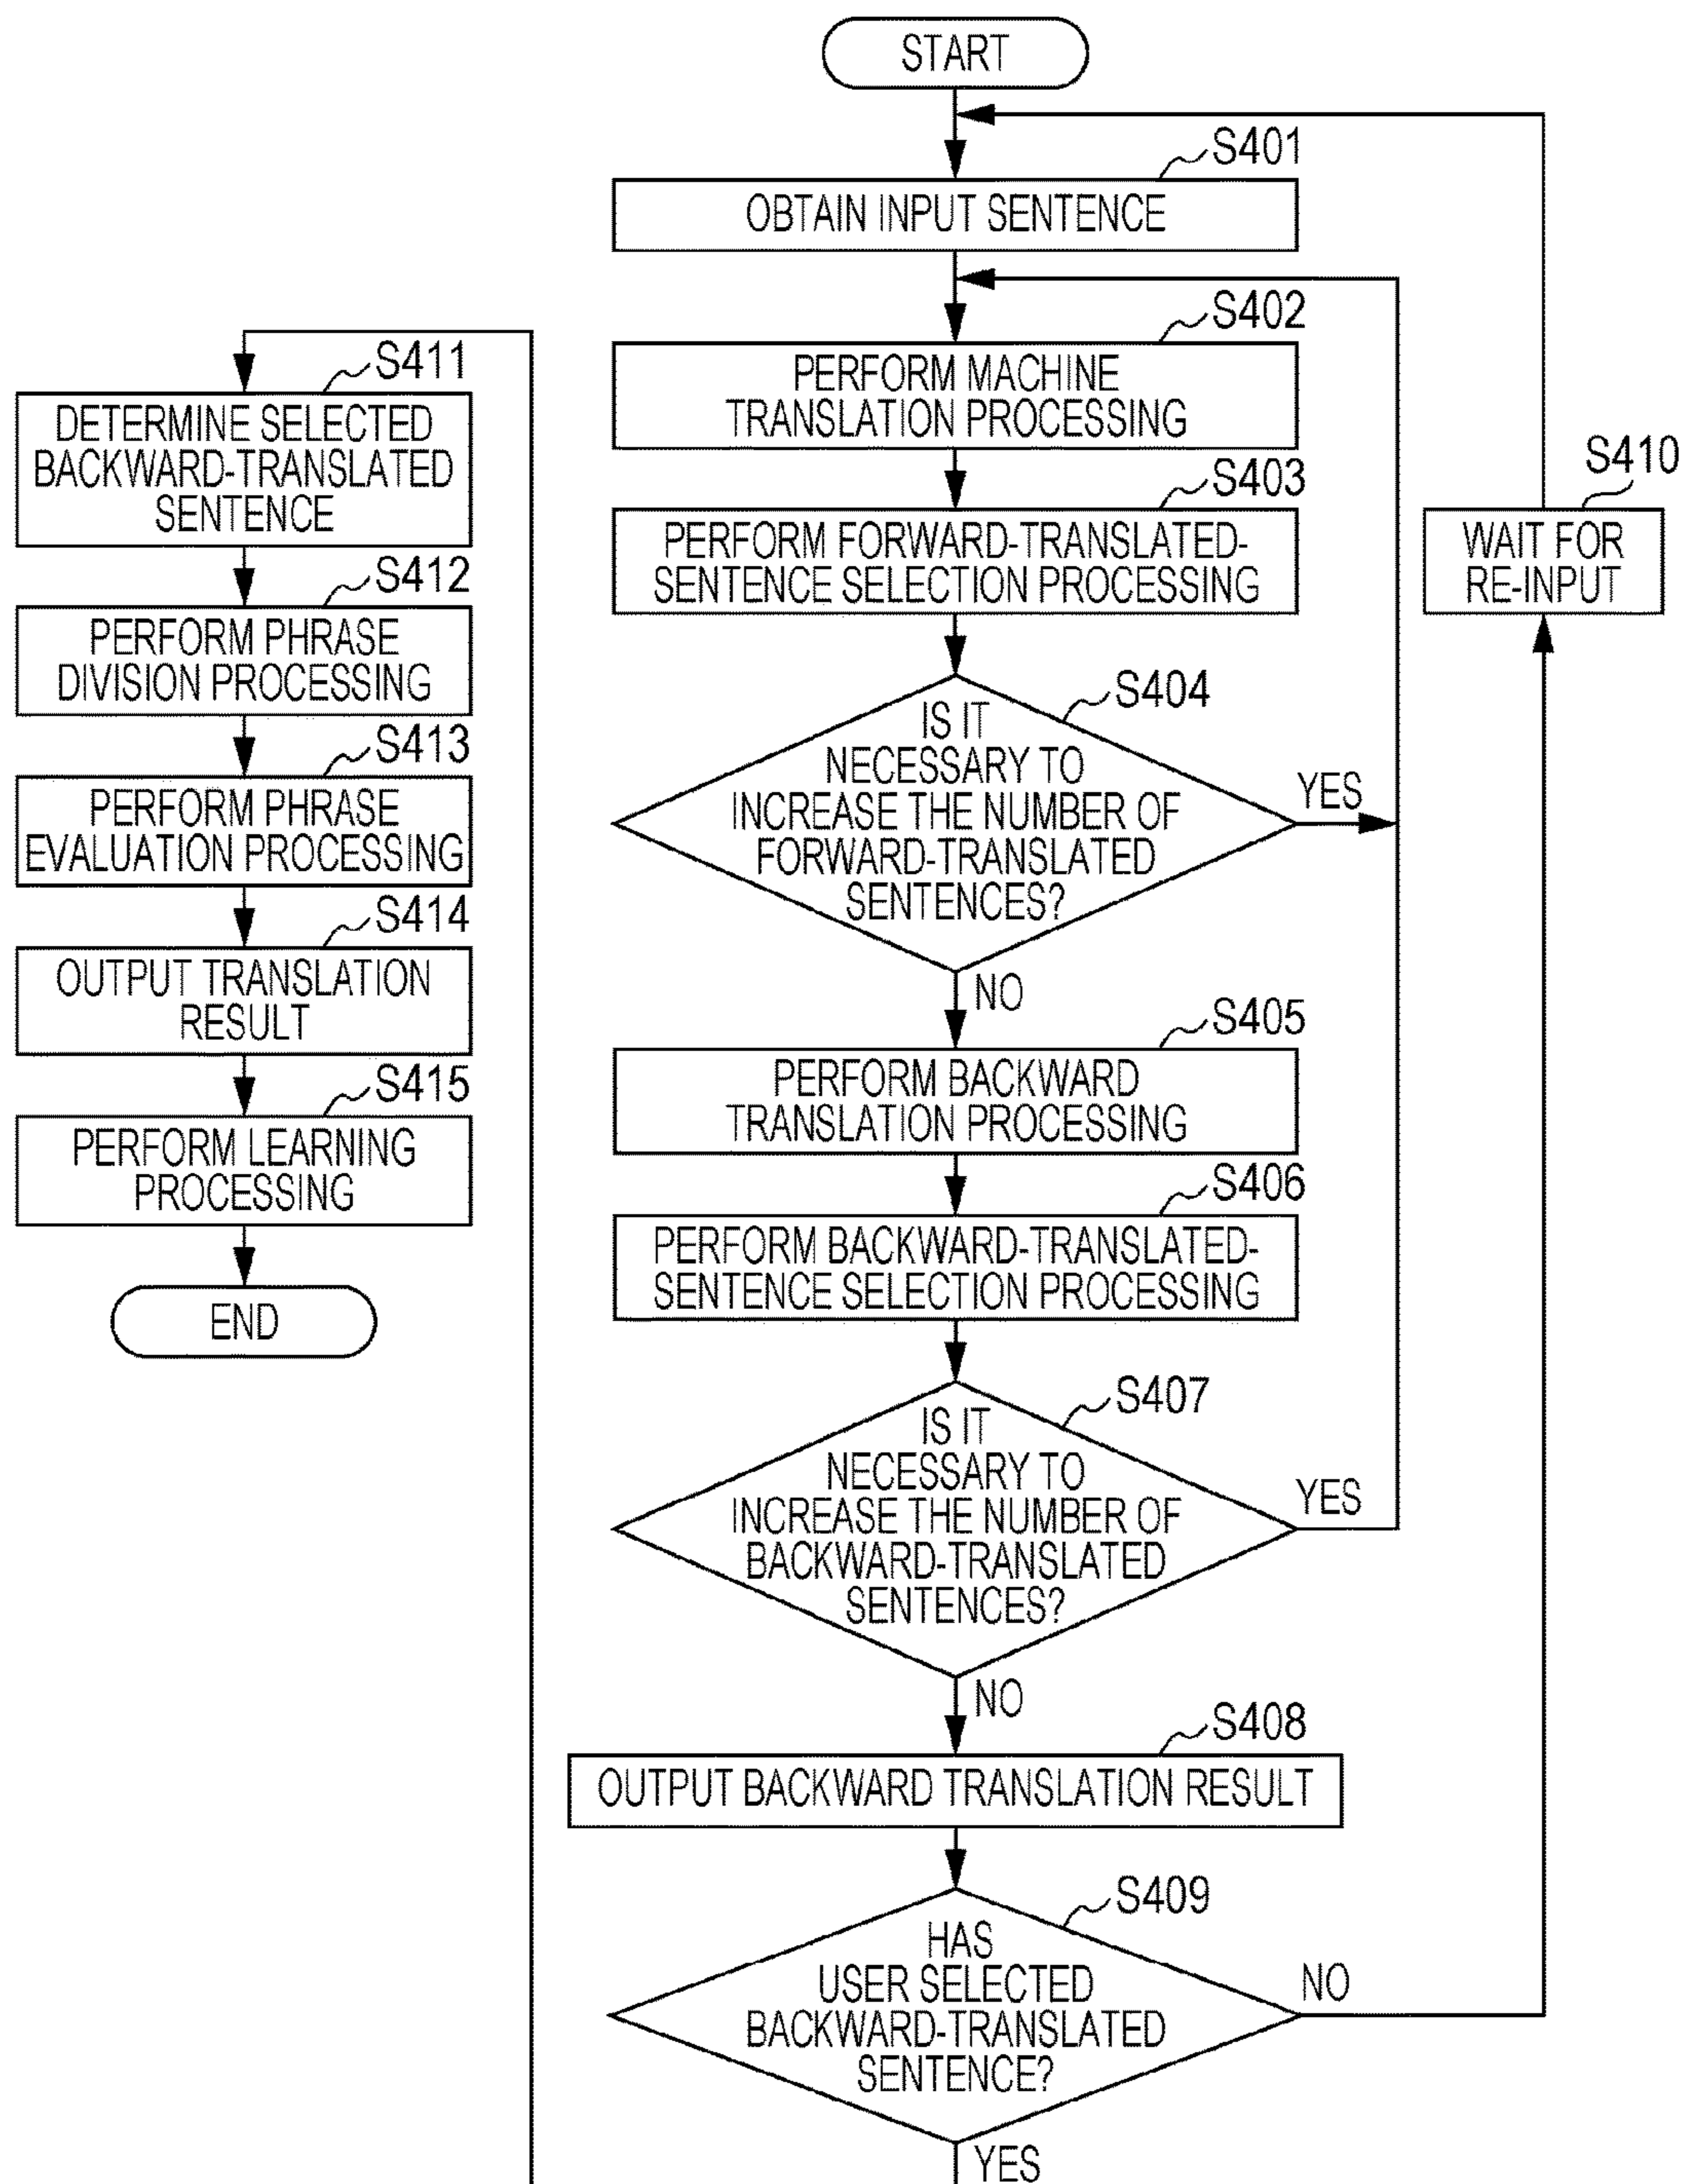 START
S401
OBTAIN INPUT SENTENCE
S402
PERFORM MACHINE
TRANSLATION PROCESSING
S403
PERFORM FORWARD-TRANSLATED-
SENTENCE SELECTION PROCESSING
S404
IS IT
NECESSARY TO
INCREASE THE NUMBER OF
FORWARD-TRANSLATED
SENTENCES?
YES
NO
S405
PERFORM BACKWARD
TRANSLATION PROCESSING
S406
PERFORM BACKWARD-TRANSLATED-
SENTENCE SELECTION PROCESSING
S407
IS IT
NECESSARY TO
INCREASE THE NUMBER OF
BACKWARD-TRANSLATED
SENTENCES?
YES
NO
S408
OUTPUT BACKWARD TRANSLATION RESULT
S409
HAS
USER SELECTED
BACKWARD-TRANSLATED
SENTENCE?
NO
YES
S410
WAIT FOR
RE-INPUT
S411
DETERMINE SELECTED
BACKWARD-TRANSLATED
SENTENCE
S412
PERFORM PHRASE
DIVISION PROCESSING
S413
PERFORM PHRASE
EVALUATION PROCESSING
S414
OUTPUT TRANSLATION
RESULT
S415
PERFORM LEARNING
PROCESSING
END